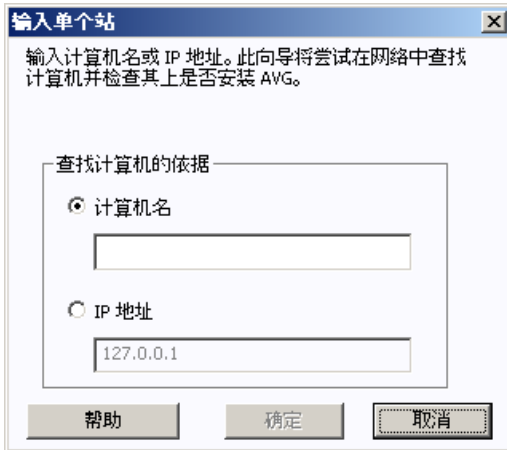 输入单个站
输入计算机名或 IP 地址。此向导将尝试在网络中查找
计算机并检查其上是否安装 AVG。
查找计算机的依据
计算机名
IP 地址
127.0.0.1
帮助 确定 取消